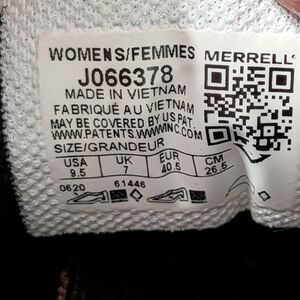 WOMENS/FEMMES MERRELL
J066378
MADE IN VIETNAM
FABRIQUÉ AU VIETNAM
MAY BE COVERED BY US PAT.
WWW.PATENTS.WWWINC.COM
SIZE/GRANDEUR
USA UK EUR CM
9.5 7 40.5 26.5
0620 61446